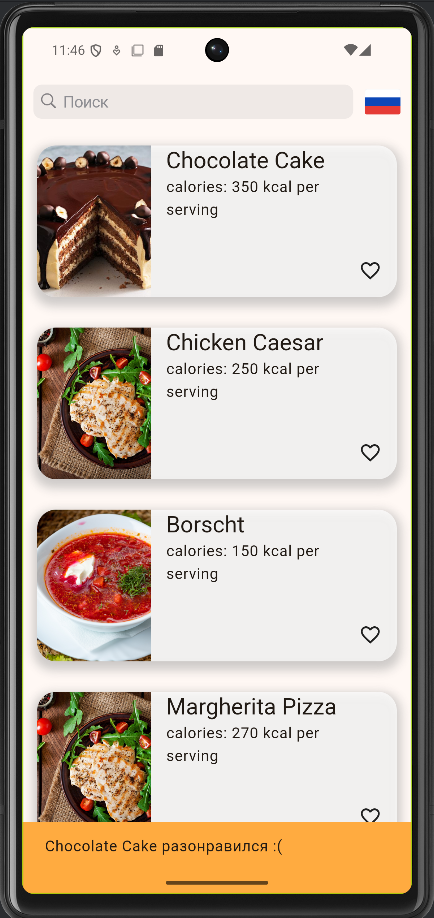 11:46
Поиск
Chocolate Cake
calories: 350 kcal per
serving
Chicken Caesar
calories: 250 kcal per
serving
Borscht
calories: 150 kcal per
serving
Margherita Pizza
calories: 270 kcal per
serving
Chocolate Cake разонравился :(